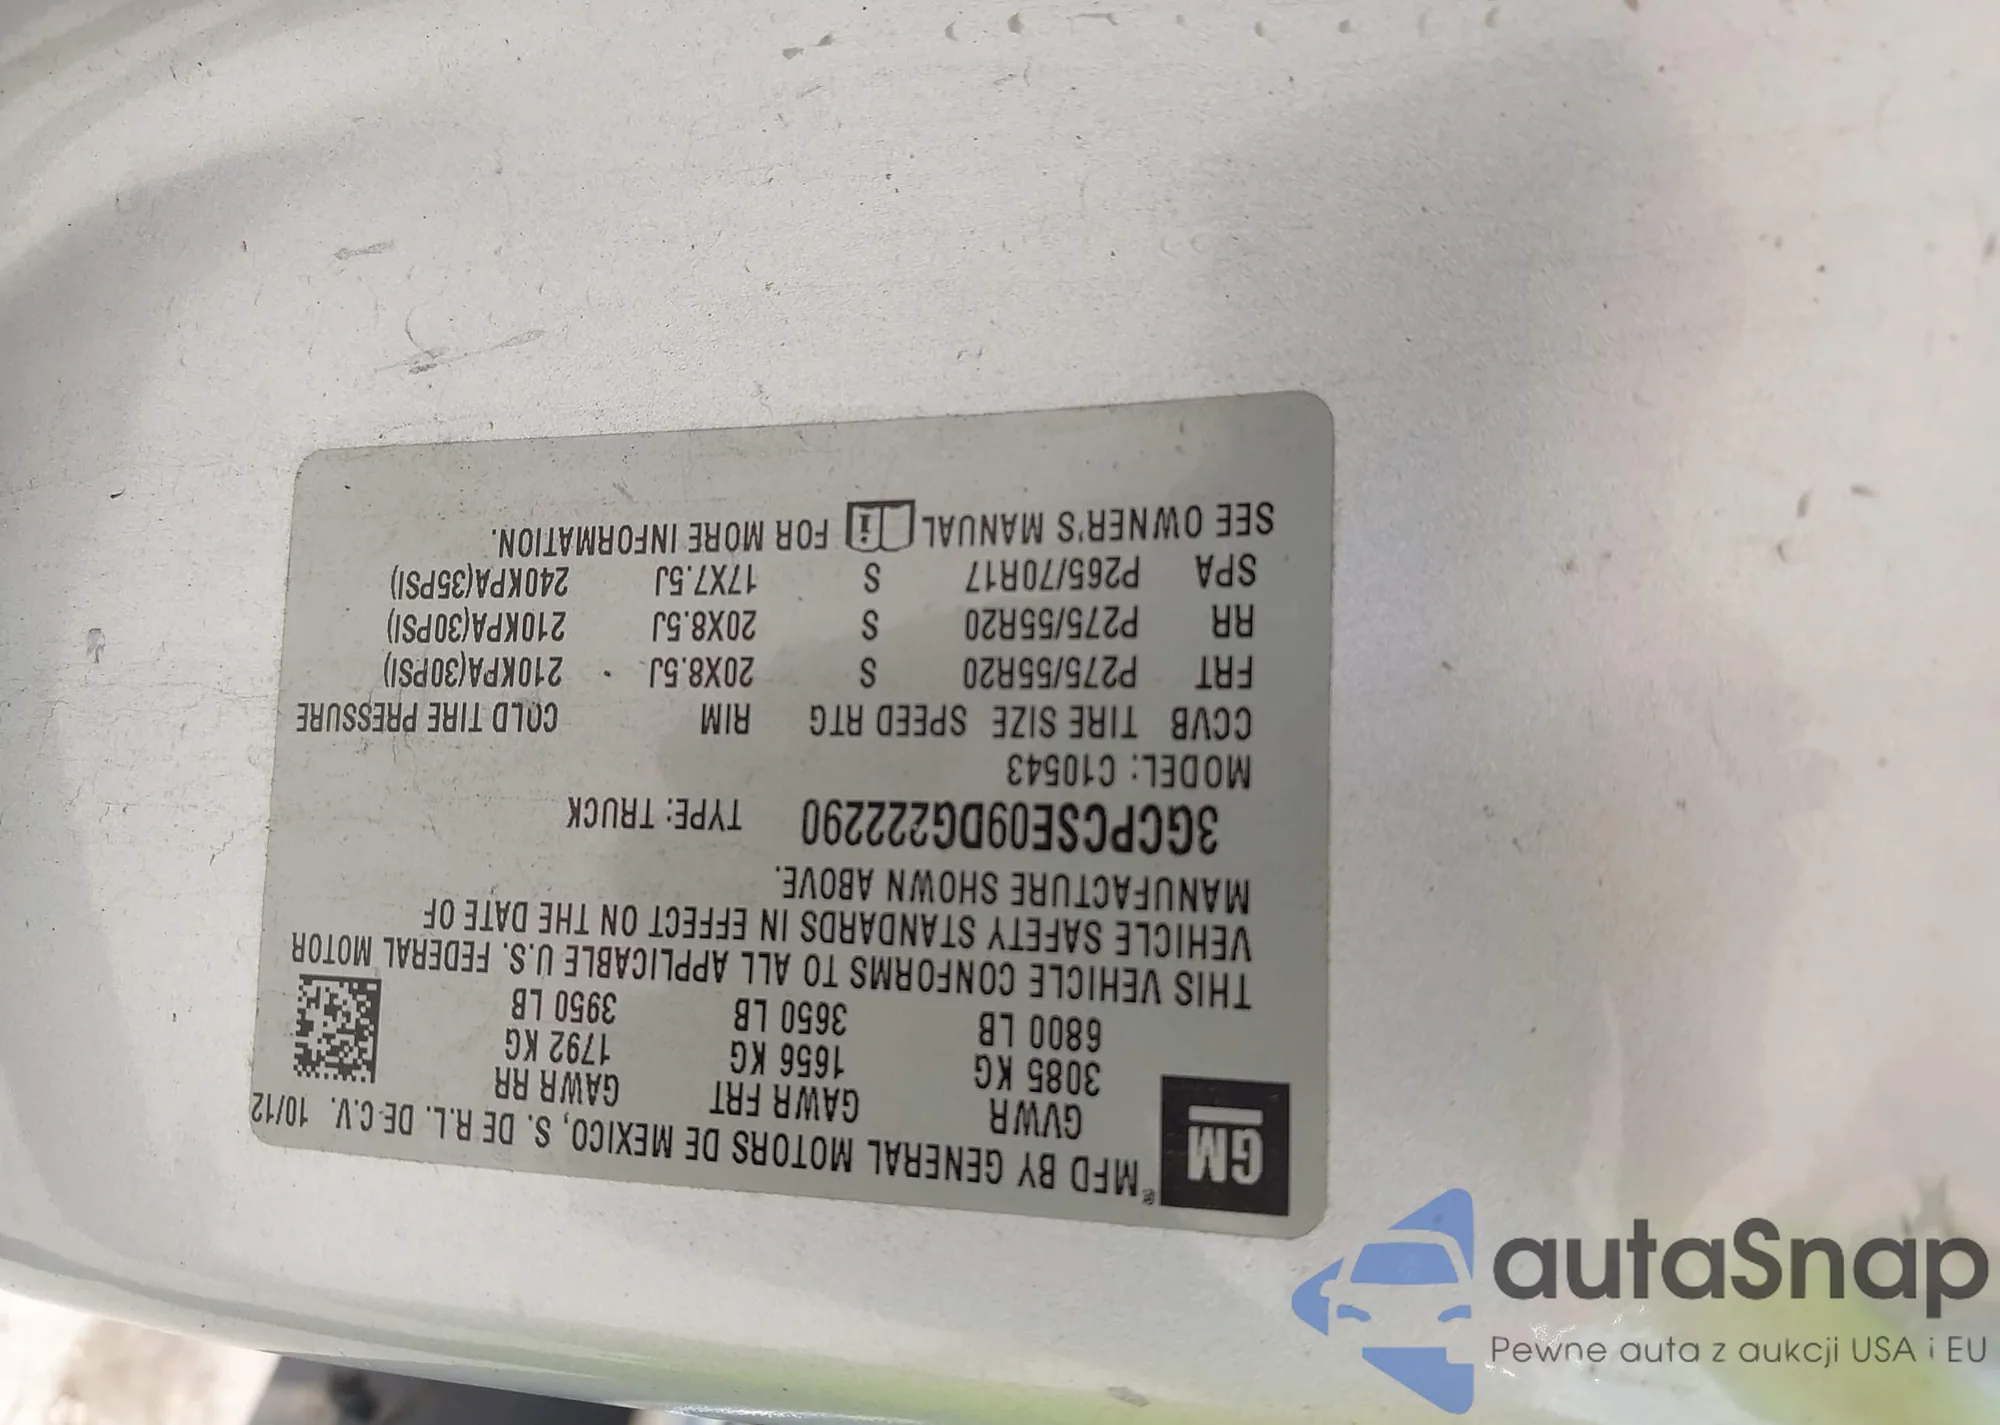 GM
MFD BY GENERAL MOTORS DE MEXICO, S. DE R.L. DE C.V. 10/12
GVWR GAWR FRT GAWR RR
3085 KG 1656 KG 1792 KG
6800 LB 3650 LB 3950 LB
THIS VEHICLE CONFORMS TO ALL APPLICABLE U.S. FEDERAL MOTOR
VEHICLE SAFETY STANDARDS IN EFFECT ON THE DATE OF
MANUFACTURE SHOWN ABOVE.
3GCPCSE09DG222290 TYPE: TRUCK
MODEL: C10543
CCVB TIRE SIZE SPEED RTG RIM COLD TIRE PRESSURE
FRT P275/55R20 S 20X8.5J 210KPA(30PSI)
RR P275/55R20 S 20X8.5J 210KPA(30PSI)
SPA P265/70R17 S 17X7.5J 240KPA(35PSI)
SEE OWNER'S MANUAL i FOR MORE INFORMATION.
autaSnap
Pewne auta z aukcji USA i EU